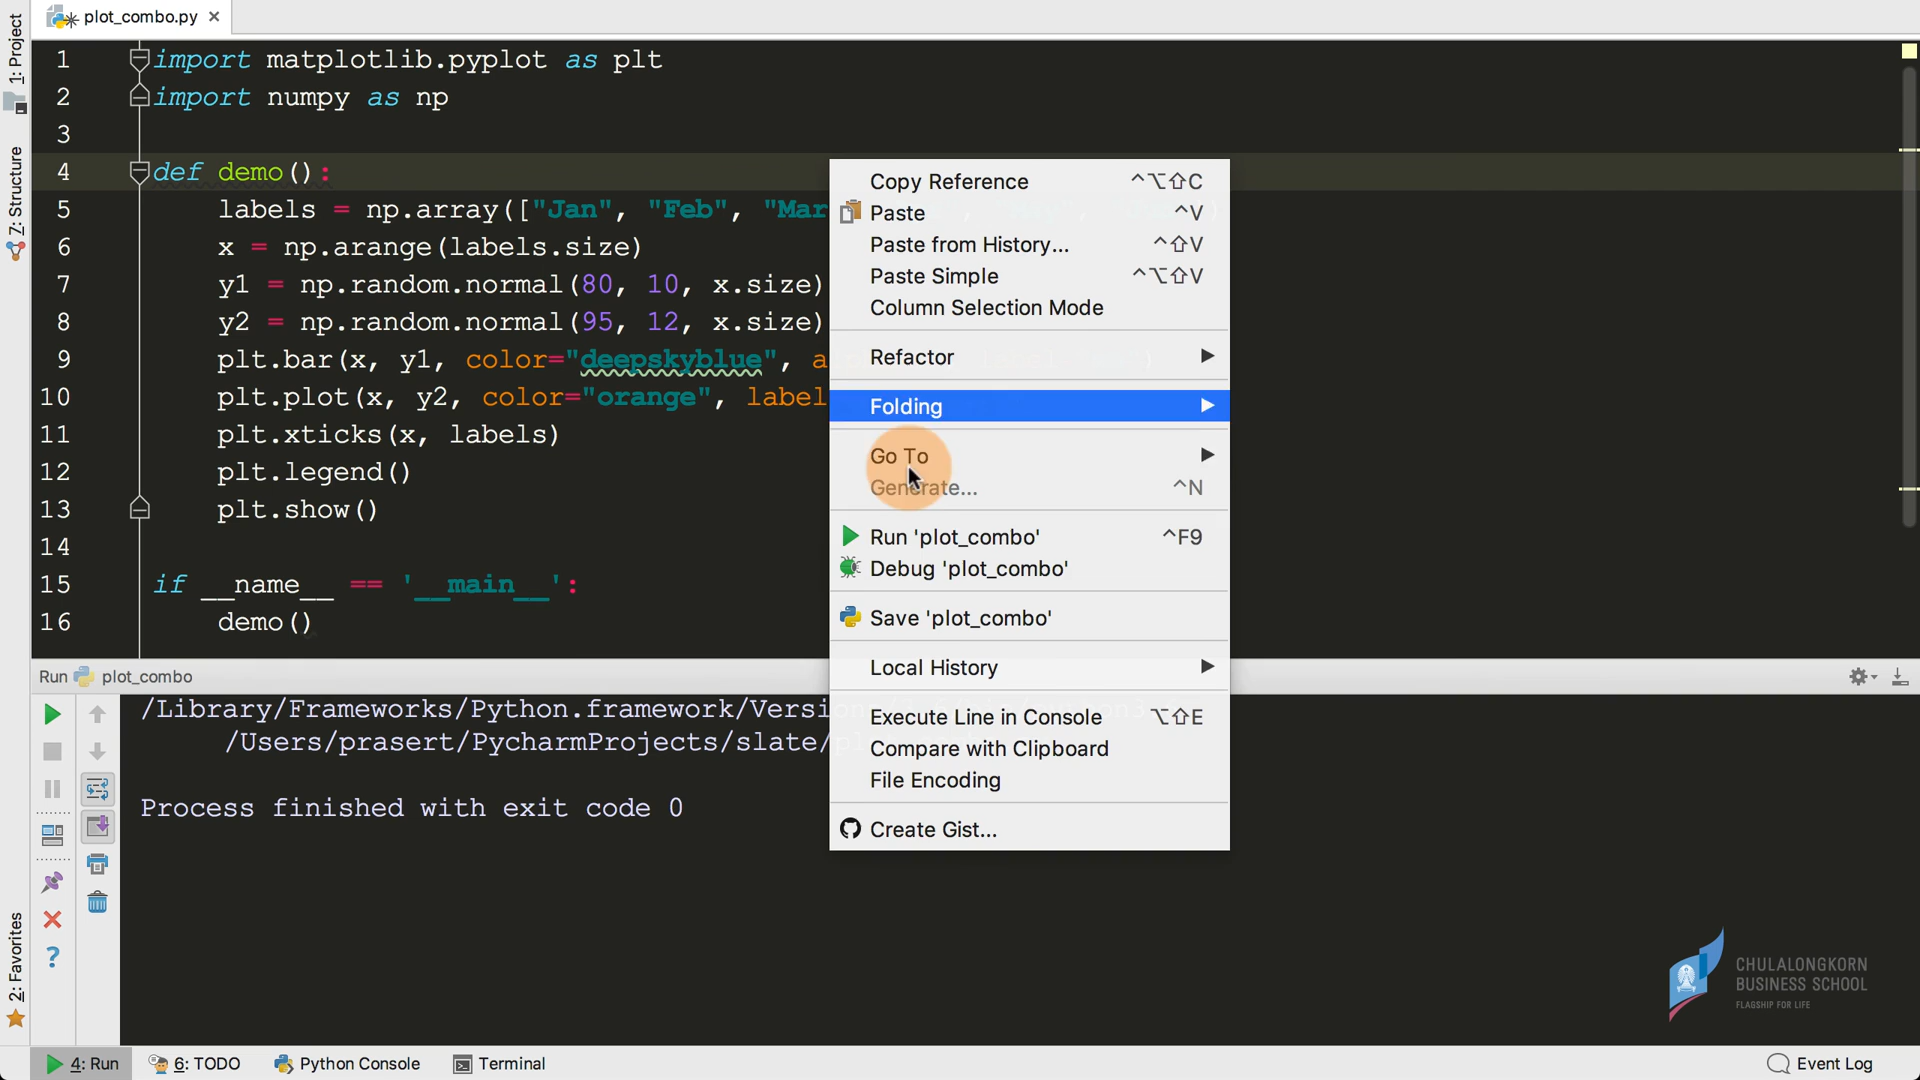 plot_combo.py
1: Project
Z: Structure
2: Favorites
1 import matplotlib.pyplot as plt
2 import numpy as np
3
4 def demo():
5 labels = np.array(["Jan", "Feb", "Mar
6 x = np.arange(labels.size)
7 y1 = np.random.normal(80, 10, x.size)
8 y2 = np.random.normal(95, 12, x.size)
9 plt.bar(x, y1, color="deepskyblue", a
10 plt.plot(x, y2, color="orange", label
11 plt.xticks(x, labels)
12 plt.legend()
13 plt.show()
14
15 if __name__ == '__main__':
16 demo()
Copy Reference ^⌥⇧C
Paste ^V
Paste from History... ^⇧V
Paste Simple ^⌥⇧V
Column Selection Mode
Refactor
Folding
Go To
Generate... ^N
Run 'plot_combo' ^F9
Debug 'plot_combo'
Save 'plot_combo'
Local History
Execute Line in Console ⌥⇧E
Compare with Clipboard
File Encoding
Create Gist...
Run plot_combo
/Library/Frameworks/Python.framework/Versi
/Users/prasert/PycharmProjects/slate/
Process finished with exit code 0
CHULALONGKORN
BUSINESS SCHOOL
FLAGSHIP FOR LIFE
4: Run 6: TODO Python Console Terminal Event Log